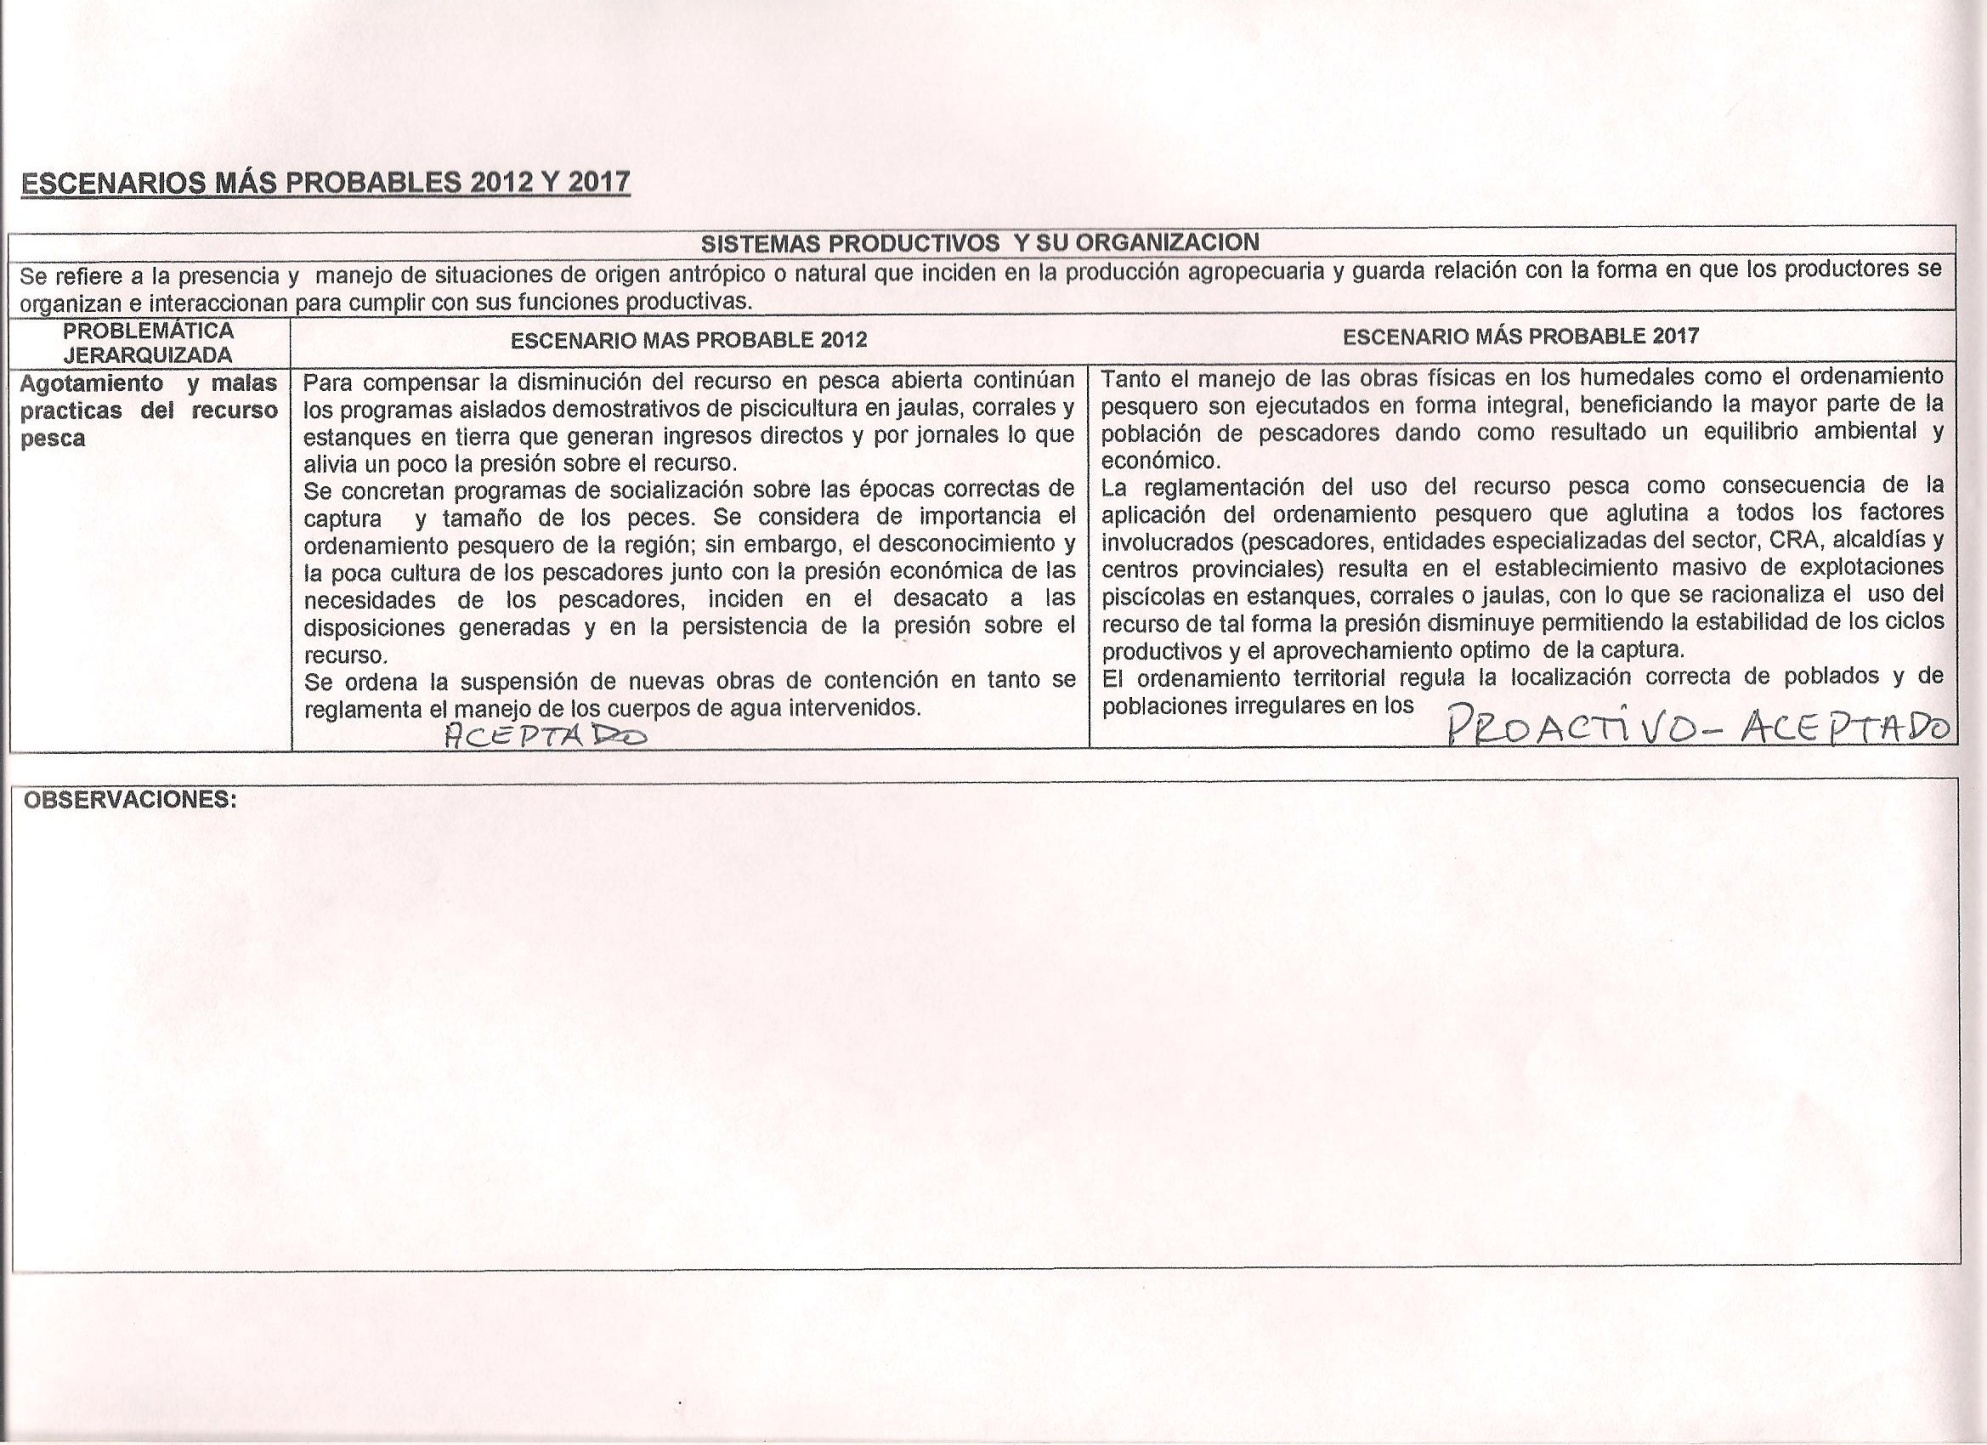 ESCENARIOS MÁS PROBABLES 2012 Y 2017
SISTEMAS PRODUCTIVOS Y SU ORGANIZACION
Se refiere a la presencia y manejo de situaciones de origen antrópico o natural que inciden en la producción agropecuaria y guarda relación con la forma en que los productores se
organizan e interaccionan para cumplir con sus funciones productivas.
PROBLEMÁTICA
JERARQUIZADA
ESCENARIO MAS PROBABLE 2012
ESCENARIO MÁS PROBABLE 2017
Agotamiento y malas
practicas del recurso
pesca
Para compensar la disminución del recurso en pesca abierta continúan
los programas aislados demostrativos de piscicultura en jaulas, corrales y
estanques en tierra que generan ingresos directos y por jornales lo que
alivia un poco la presión sobre el recurso.
Se concretan programas de socialización sobre las épocas correctas de
captura y tamaño de los peces. Se considera de importancia el
ordenamiento pesquero de la región; sin embargo, el desconocimiento y
la poca cultura de los pescadores junto con la presión económica de las
necesidades de los pescadores, inciden en el desacato a las
disposiciones generadas y en la persistencia de la presión sobre el
recurso.
Se ordena la suspensión de nuevas obras de contención en tanto se
reglamenta el manejo de los cuerpos de agua intervenidos.
ACEPTADO
Tanto el manejo de las obras físicas en los humedales como el ordenamiento
pesquero son ejecutados en forma integral, beneficiando la mayor parte de la
población de pescadores dando como resultado un equilibrio ambiental y
económico.
La reglamentación del uso del recurso pesca como consecuencia de la
aplicación del ordenamiento pesquero que aglutina a todos los factores
involucrados (pescadores, entidades especializadas del sector, CRA, alcaldías y
centros provinciales) resulta en el establecimiento masivo de explotaciones
piscícolas en estanques, corrales o jaulas, con lo que se racionaliza el uso del
recurso de tal forma la presión disminuye permitiendo la estabilidad de los ciclos
productivos y el aprovechamiento optimo de la captura.
El ordenamiento territorial regula la localización correcta de poblados y de
poblaciones irregulares en los
PROACTIVO - ACEPTADO
OBSERVACIONES: